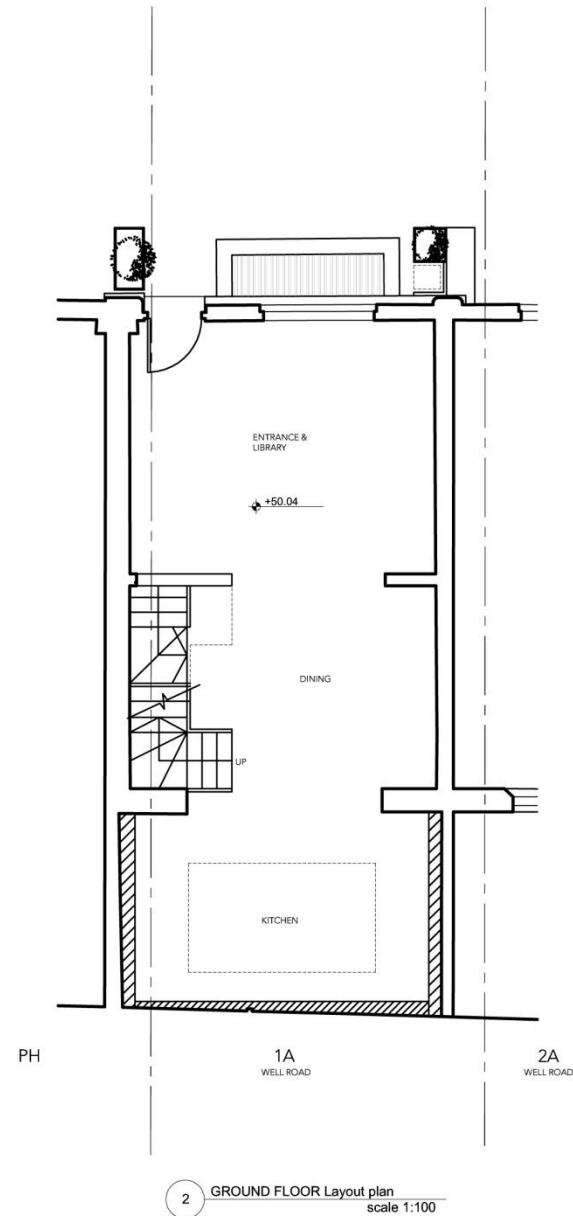 ENTRANCE &
LIBRARY
+50.04
DINING
UP
KITCHEN
PH
1A
WELL ROAD
2A
WELL ROAD
2
GROUND FLOOR Layout plan
scale 1:100